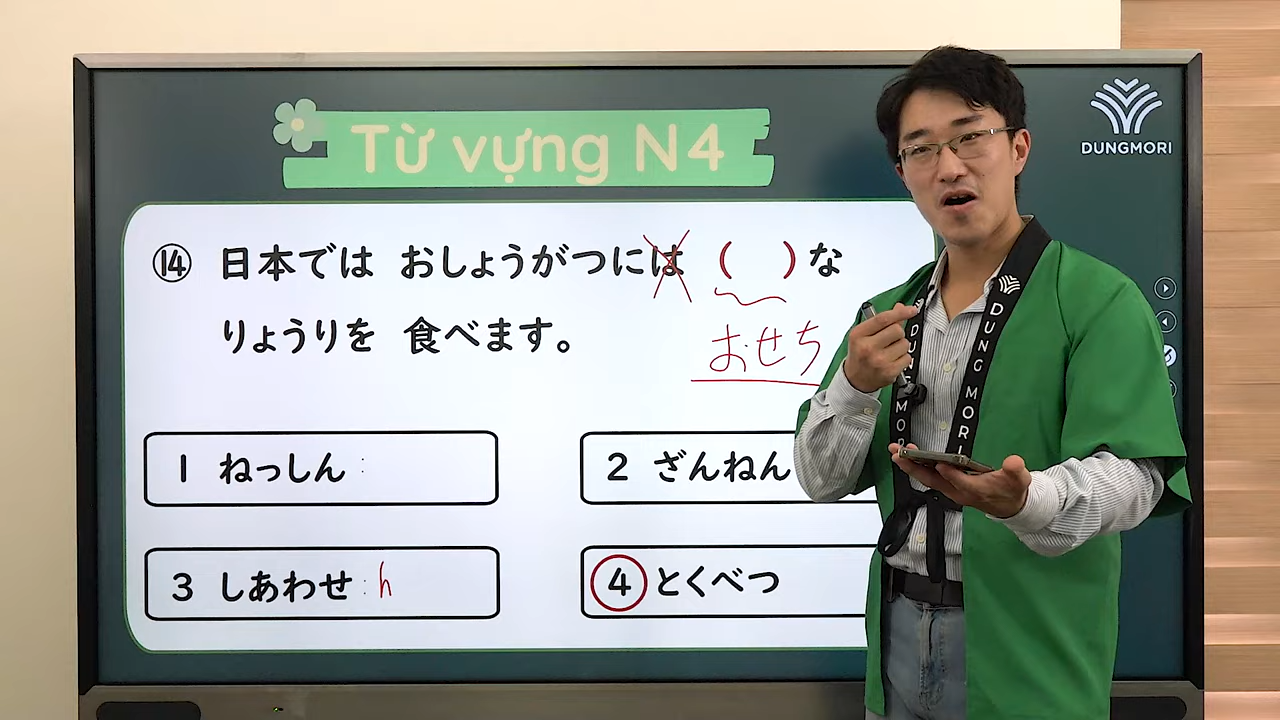 Từ vựng N4
DUNGMORI
⑭ 日本では おしょうがつには ( )な
りょうりを 食べます。
おせち
1 ねっしん :
2 ざんねん
3 しあわせ : h
4 とくべつ
DUNG MORI
DUNG MORI